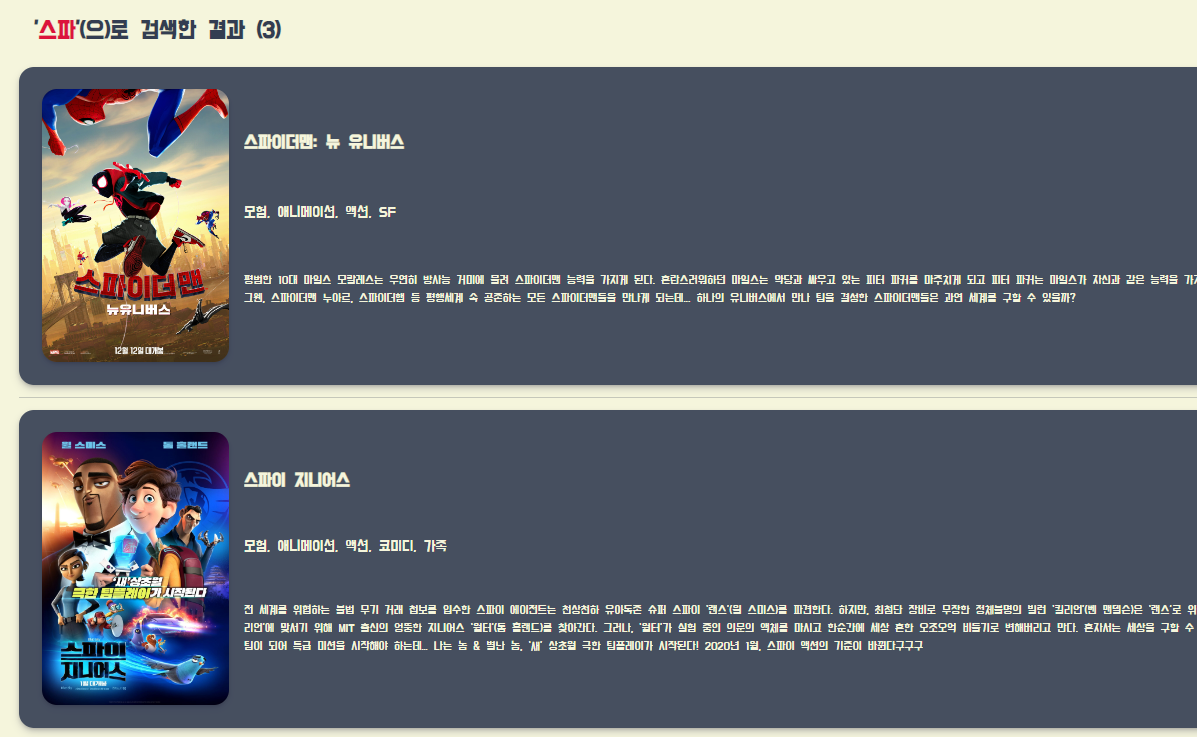 '스파'(으)로 검색한 결과 (3)
스파이더맨: 뉴 유니버스
모험, 애니메이션, 액션, SF
평범한 10대 마일스 모랄레스는 우연히 방사능 거미에 물려 스파이더맨 능력을 가지게 된다. 혼란스러워하던 마일스는 악당과 싸우고 있는 피터 파커를 마주치게 되고 피터 파커는 마일스가 자신과 같은 능력을 가지
그웬, 스파이더맨 누아르, 스파이더햄 등 평행세계 속 공존하는 모든 스파이더맨들을 만나게 되는데… 하나의 유니버스에서 만나 팀을 결성한 스파이더맨들은 과연 세계를 구할 수 있을까?
스파이더맨
뉴유니버스
12월 12일 대개봉
스파이 지니어스
모험, 애니메이션, 액션, 코미디, 가족
전 세계를 위협하는 불법 무기 거래 첩보를 입수한 스파이 에이전트는 천상천하 유아독존 슈퍼 스파이 '랜스'(윌 스미스)를 파견한다. 하지만, 최첨단 장비로 무장한 정체불명의 빌런 '킬리언'(벤 멘델슨)은 '랜스'로 위
리언'에 맞서기 위해 MIT 출신의 엉뚱한 지니어스 '월터'(톰 홀랜드)를 찾아간다. 그러나, '월터'가 실험 중인 의문의 액체를 마시고 한순간에 세상 흔한 오조오억 비둘기로 변해버리고 만다. 혼자서는 세상을 구할 수
팀이 되어 특급 미션을 시작해야 하는데… 나는 놈 & 별난 놈, '새' 상초월 극한 팀플레이가 시작된다! 2020년 1월, 스파이 액션의 기준이 바뀐다구구구
윌 스미스 톰 홀랜드
'새'상초월
극한 팀플레이가 시작된다
스파이
지니어스
1월 대개봉